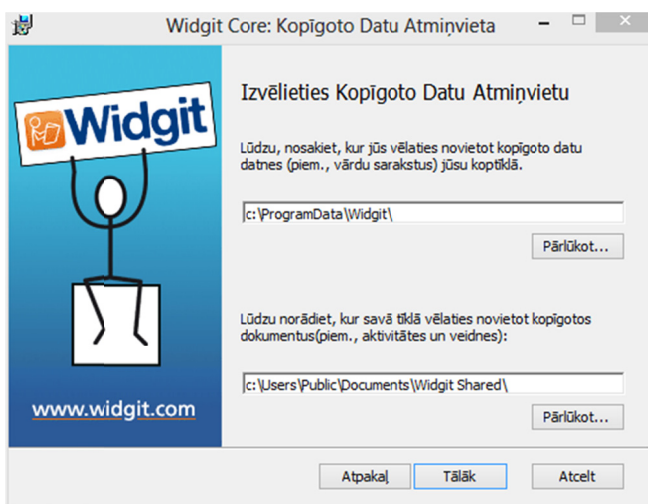 Widgit Core: Kopīgoto Datu Atmiņvieta
Widgit
Izvēlieties Kopīgoto Datu Atmiņvietu
Lūdzu, nosakiet, kur jūs vēlaties novietot kopīgoto datu
datnes (piem., vārdu sarakstus) jūsu koptīklā.
c:\ProgramData\Widgit\
Pārlūkot...
Lūdzu norādiet, kur savā tīklā vēlaties novietot kopīgotos
dokumentus(piem., aktivitātes un veidnes):
c:\Users\Public\Documents\Widgit Shared\
Pārlūkot...
www.widgit.com
Atpakaļ Tālāk Atcelt